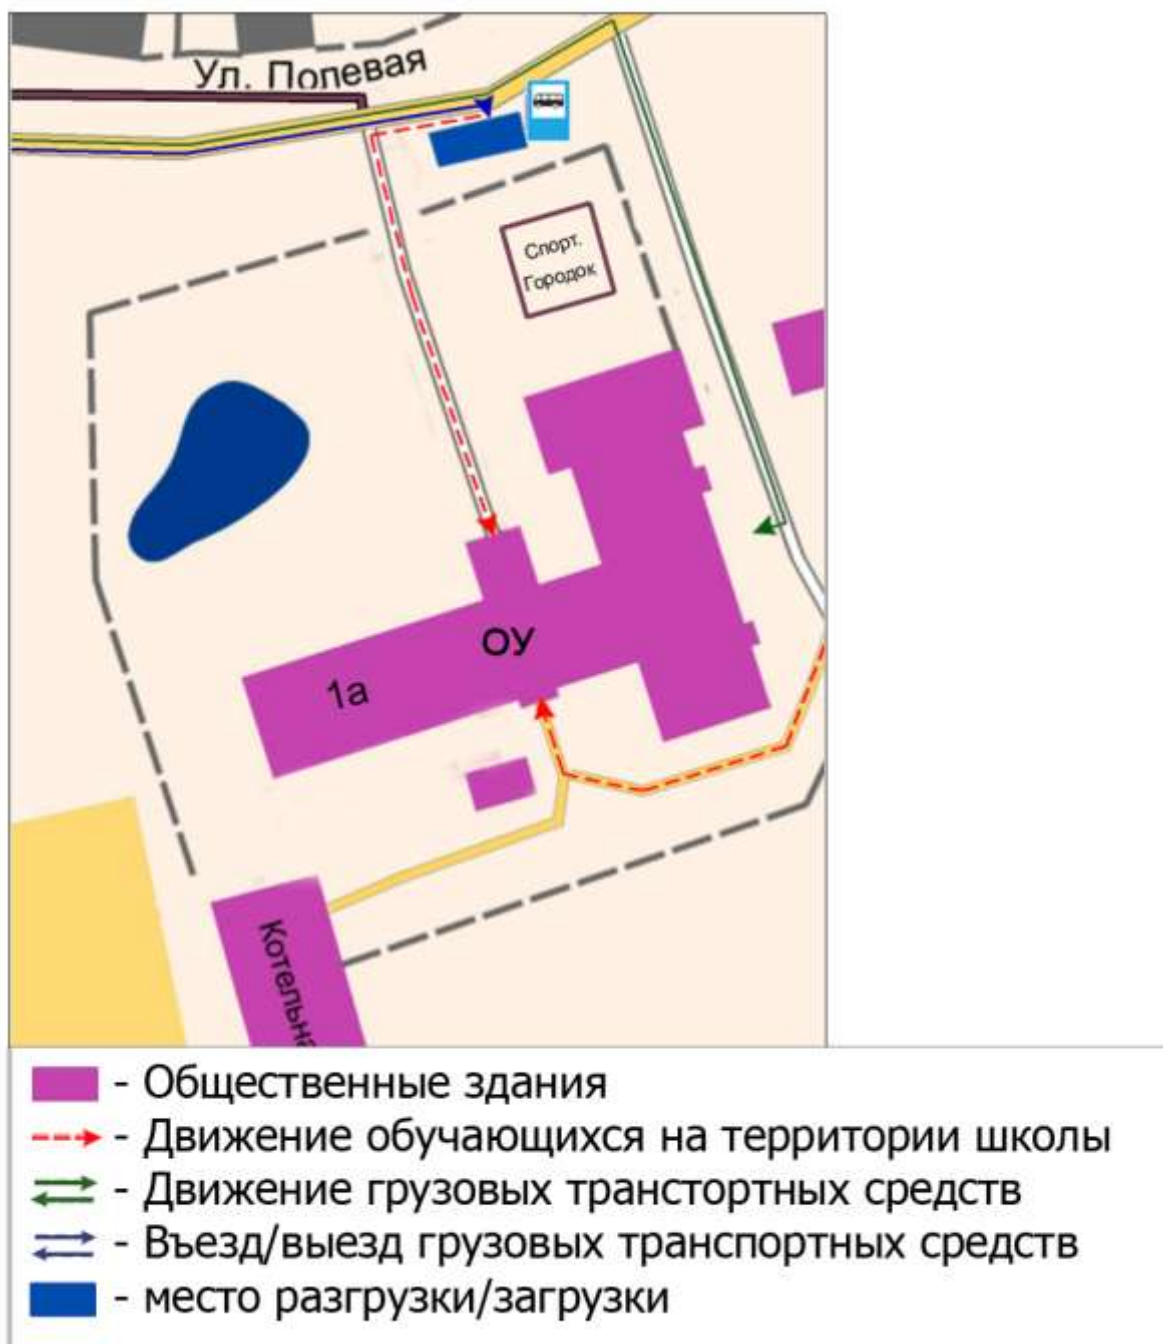 Ул. Полевая
Спорт.
Городок
ОУ
1а
Котельна
- Общественные здания
- Движение обучающихся на территории школы
- Движение грузовых транстортных средств
- Въезд/выезд грузовых транспортных средств
- место разгрузки/загрузки